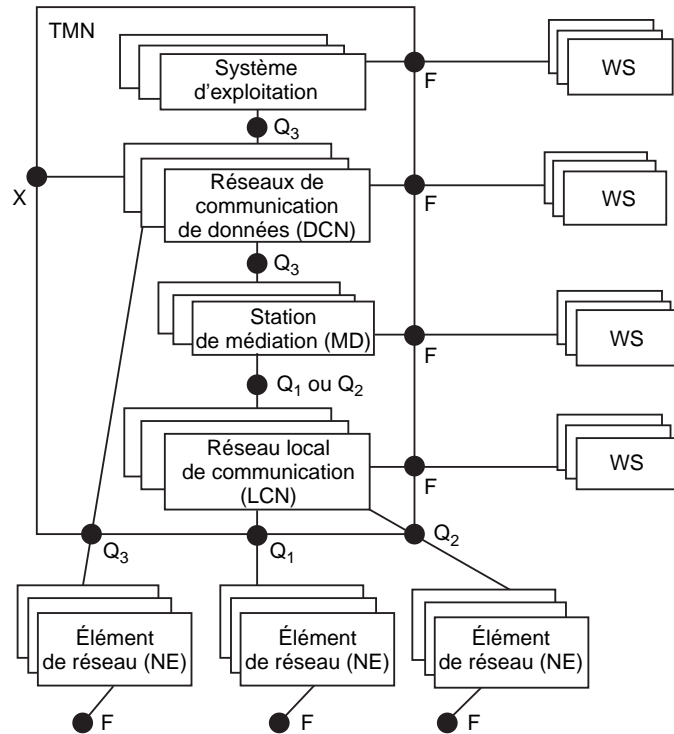 TMN
Système
d'exploitation
F
WS
Q3
X
Réseaux de
communication
de données (DCN)
F
WS
Q3
Station
de médiation (MD)
F
WS
Q1 ou Q2
Réseau local
de communication
(LCN)
F
WS
Q3
Q1
Q2
Élément
de réseau (NE)
Élément
de réseau (NE)
Élément
de réseau (NE)
F
F
F